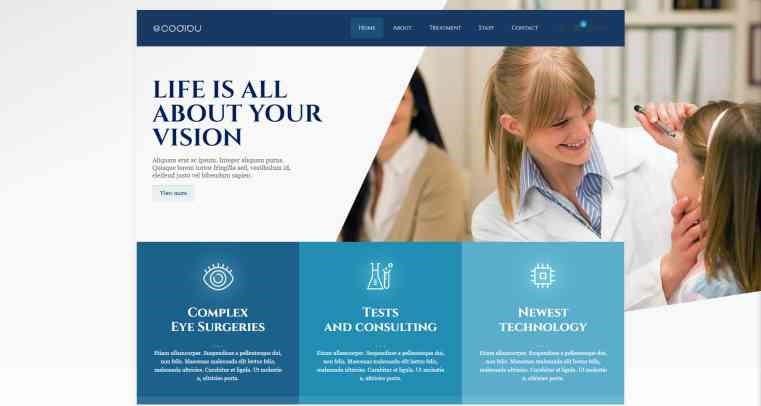 ecodidu
Home About Treatment Staff Contact
LIFE IS ALL
ABOUT YOUR
VISION
Aliquam erat ac ipsum. Integer aliquam purus.
Quisque lorem tortor fringilla sed, vestibulum id,
eleifend justo vel bibendum sapien.
View more
Complex
Eye Surgeries
Tests
and consulting
Newest
technology
Etiam ullamcorper. Suspendisse a pellentesque dui,
non felis. Maecenas malesuada elit lectus felis,
malesuada ultricies. Curabitur et ligula. Ut molestie
a, ultricies porta.
Etiam ullamcorper. Suspendisse a pellentesque dui,
non felis. Maecenas malesuada elit lectus felis,
malesuada ultricies. Curabitur et ligula. Ut molestie
a, ultricies porta.
Etiam ullamcorper. Suspendisse a pellentesque dui,
non felis. Maecenas malesuada elit lectus felis,
malesuada ultricies. Curabitur et ligula. Ut molestie
a, ultricies porta.